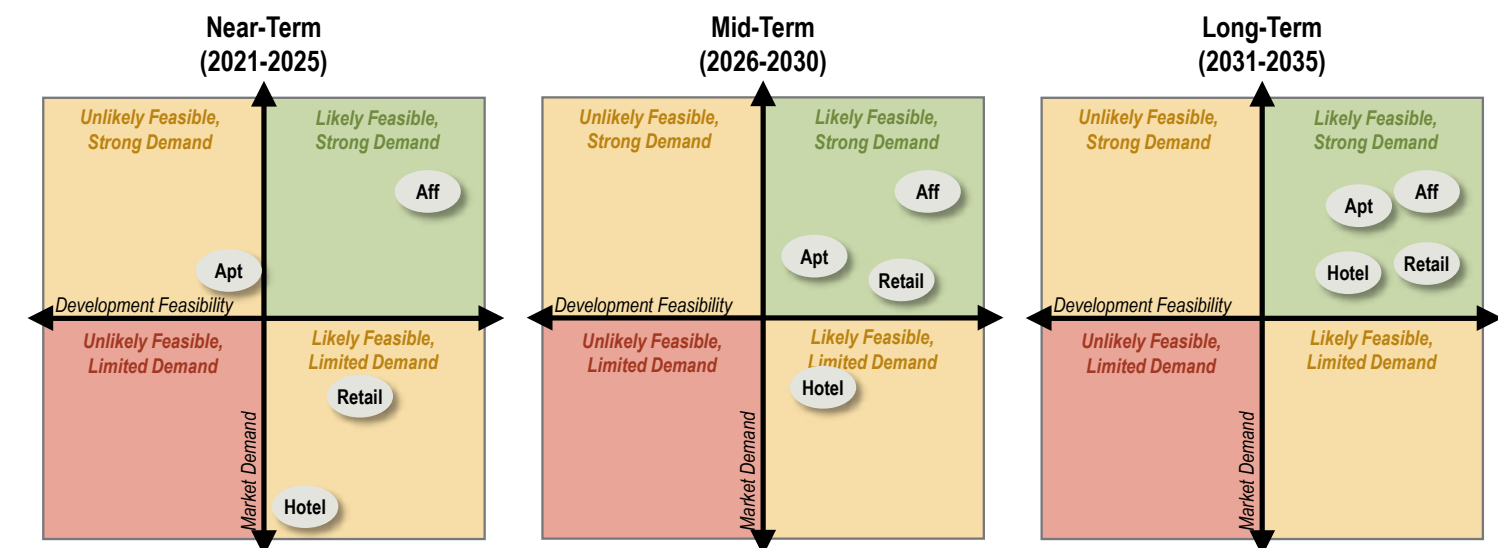 Near-Term
(2021-2025)
Unlikely Feasible,
Strong Demand
Likely Feasible,
Strong Demand
Aff
Apt
Development Feasibility
Unlikely Feasible,
Limited Demand
Likely Feasible,
Limited Demand
Retail
Market Demand
Hotel
Mid-Term
(2026-2030)
Unlikely Feasible,
Strong Demand
Likely Feasible,
Strong Demand
Aff
Apt
Retail
Development Feasibility
Unlikely Feasible,
Limited Demand
Likely Feasible,
Limited Demand
Hotel
Market Demand
Long-Term
(2031-2035)
Unlikely Feasible,
Strong Demand
Likely Feasible,
Strong Demand
Apt
Aff
Hotel
Retail
Development Feasibility
Unlikely Feasible,
Limited Demand
Likely Feasible,
Limited Demand
Market Demand